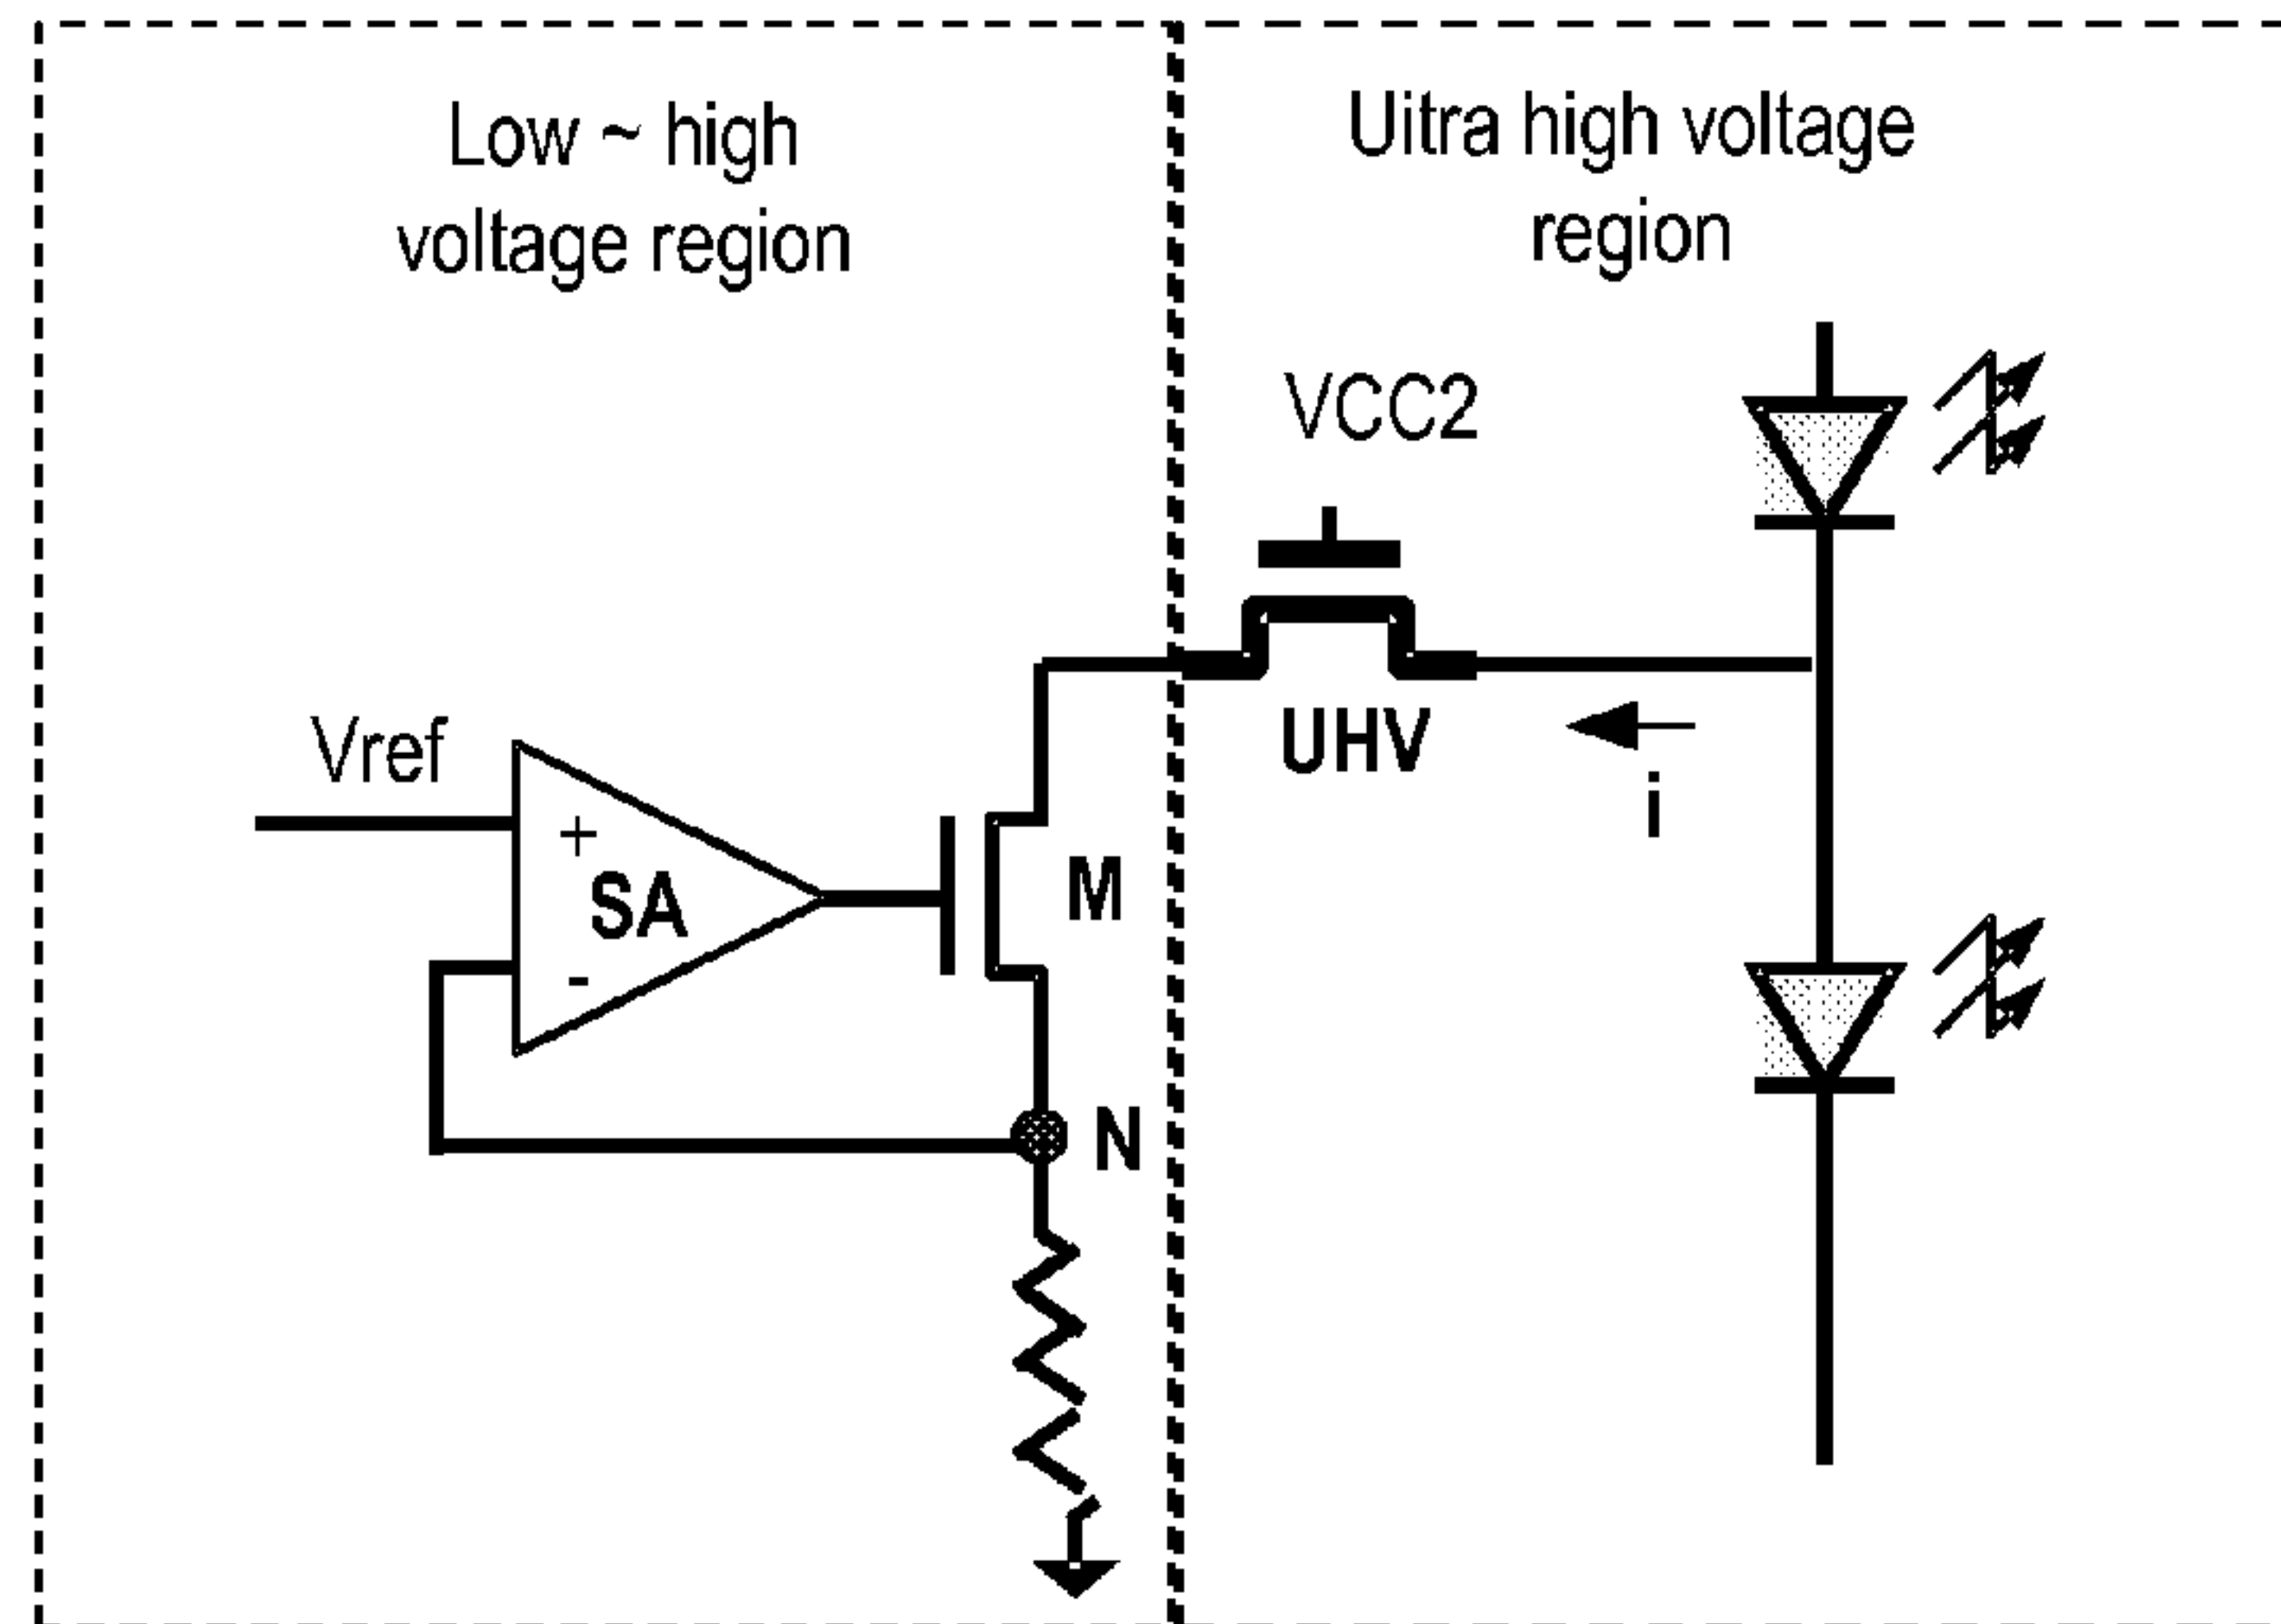 Low ~ high
voltage region
Uitra high voltage
region
VCC2
UHV
i
Vref
+
SA
-
M
N